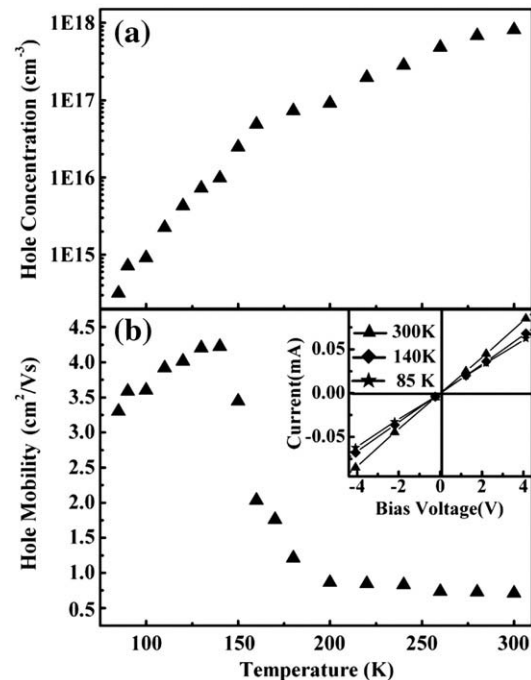 (a)
Hole Concentration (cm⁻³)
1E18
1E17
1E16
1E15
(b)
Hole Mobility (cm²/Vs)
4.5
4.0
3.5
3.0
2.5
2.0
1.5
1.0
0.5
300K
140K
85 K
Current(mA)
0.05
0.00
-0.05
-4 -2 0 2 4
Bias Voltage(V)
100 150 200 250 300
Temperature (K)